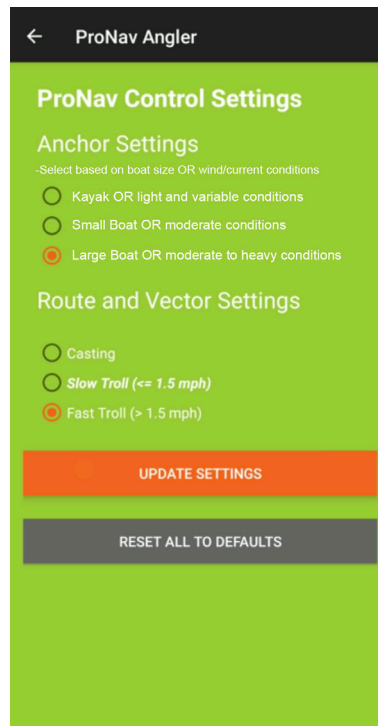 ProNav Angler
ProNav Control Settings
Anchor Settings
-Select based on boat size OR wind/current conditions
Kayak OR light and variable conditions
Small Boat OR moderate conditions
Large Boat OR moderate to heavy conditions
Route and Vector Settings
Casting
Slow Troll (<= 1.5 mph)
Fast Troll (> 1.5 mph)
UPDATE SETTINGS
RESET ALL TO DEFAULTS